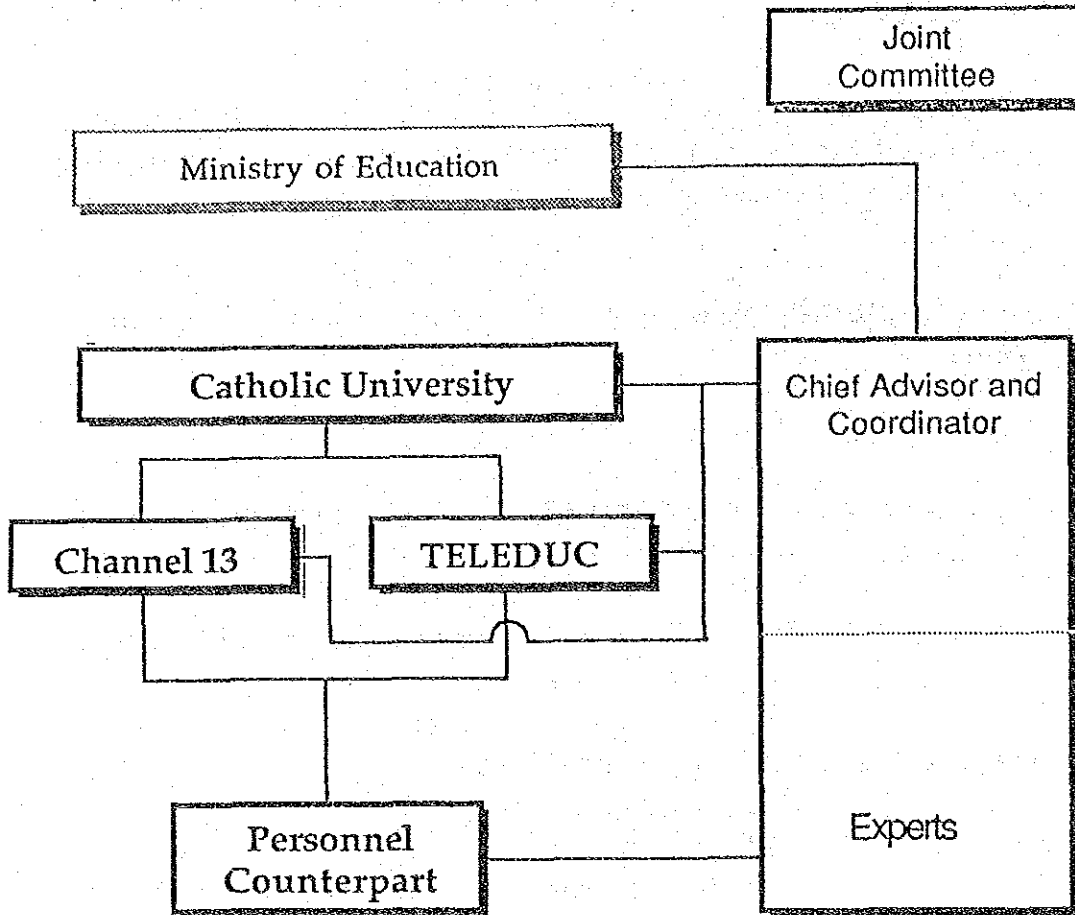 Joint
Committee
Ministry of Education
Catholic University
Chief Advisor and
Coordinator
Channel 13
TELEDUC
Personnel
Counterpart
Experts